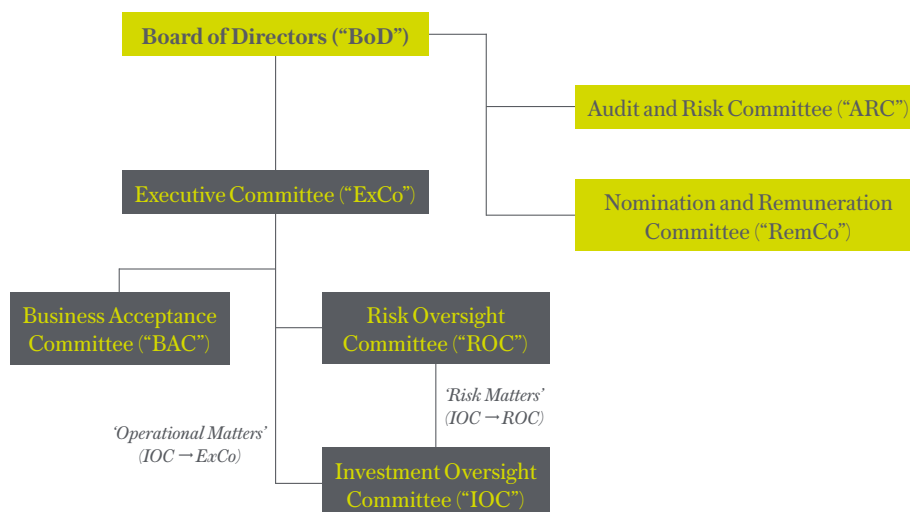 Board of Directors (“BoD”)
Audit and Risk Committee (“ARC”)
Executive Committee (“ExCo”)
Nomination and Remuneration
Committee (“RemCo”)
Business Acceptance
Committee (“BAC”)
Risk Oversight
Committee (“ROC”)
‘Risk Matters’
(IOC → ROC)
‘Operational Matters’
(IOC → ExCo)
Investment Oversight
Committee (“IOC”)